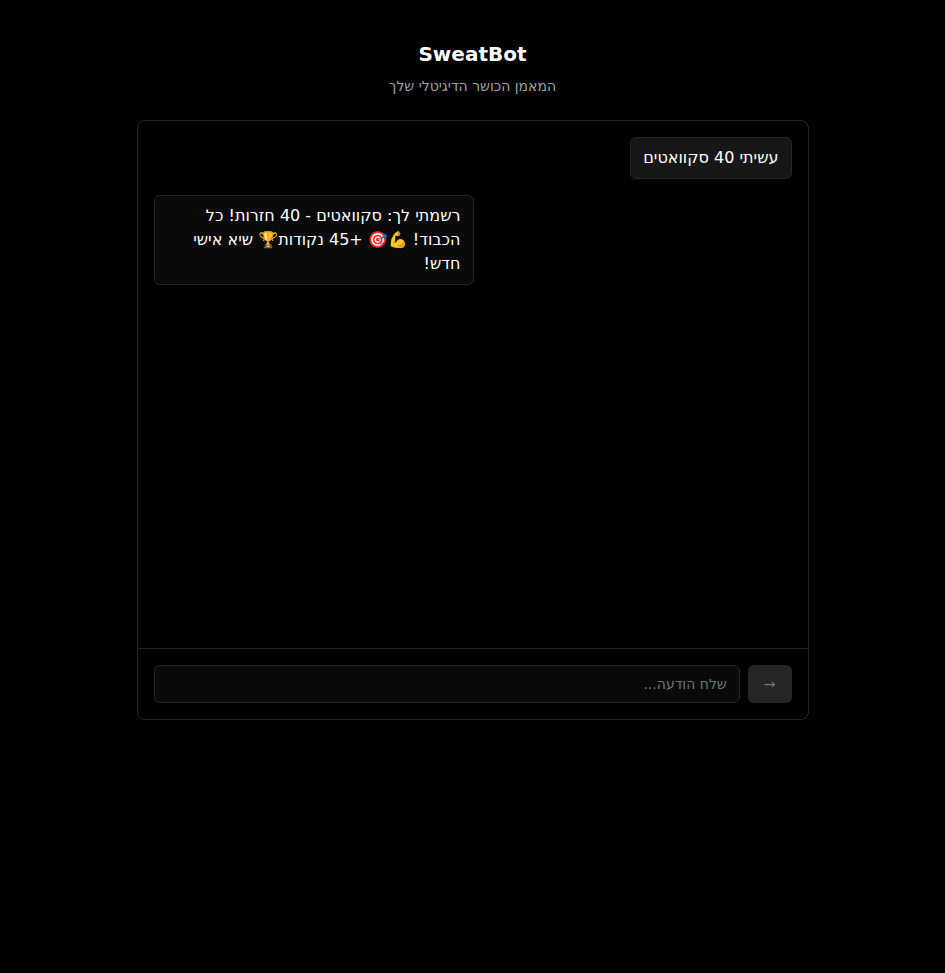 SweatBot
המאמן הכושר הדיגיטלי שלך
עשיתי 40 סקוואטים
רשמתי לך: סקוואטים - 40 חזרות! כל
הכבוד! 💪🎯 +45 נקודות🏆 שיא אישי
חדש!
שלח הודעה...
→